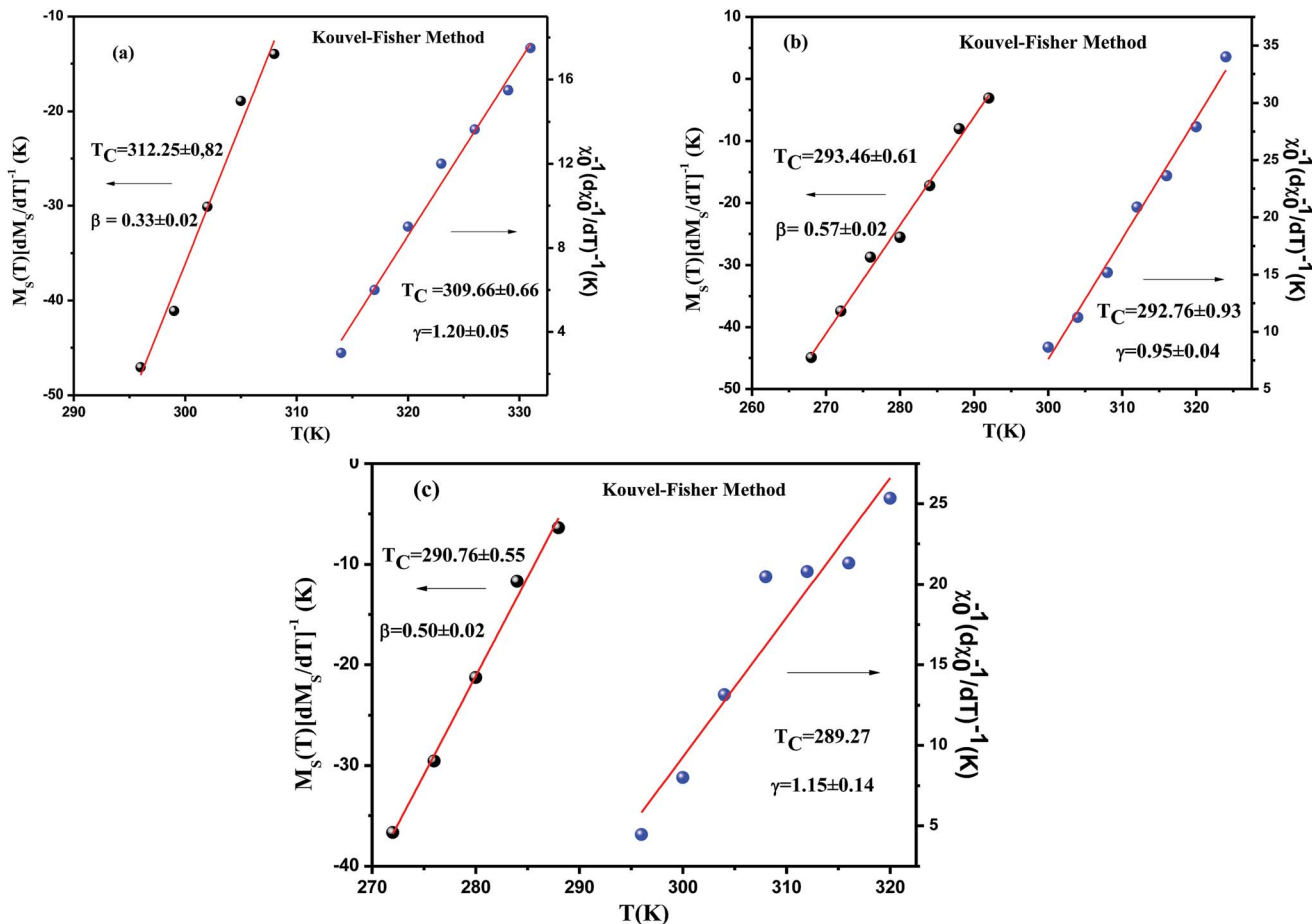 (a)
Kouvel-Fisher Method
T_C=312.25±0,82
β = 0.33±0.02
T_C =309.66±0.66
γ=1.20±0.05
M_S(T)[dM_S/dT]^-1 (K)
-10
-20
-30
-40
-50
χ_0^-1(dχ_0^-1/dT)^-1(K)
16
12
8
4
290 300 310 320 330
T(K)
(b)
Kouvel-Fisher Method
T_C=293.46±0.61
β= 0.57±0.02
T_C=292.76±0.93
γ=0.95±0.04
M_S(T)[dM_S/dT]^-1 (K)
10
0
-10
-20
-30
-40
-50
χ_0^-1(dχ_0^-1/dT)^-1(K)
35
30
25
20
15
10
5
260 270 280 290 300 310 320
T(K)
(c)
Kouvel-Fisher Method
T_C=290.76±0.55
β=0.50±0.02
T_C=289.27
γ=1.15±0.14
M_S(T)[dM_S/dT]^-1 (K)
0
-10
-20
-30
-40
χ_0^-1(dχ_0^-1/dT)^-1(K)
25
20
15
10
5
270 280 290 300 310 320
T(K)